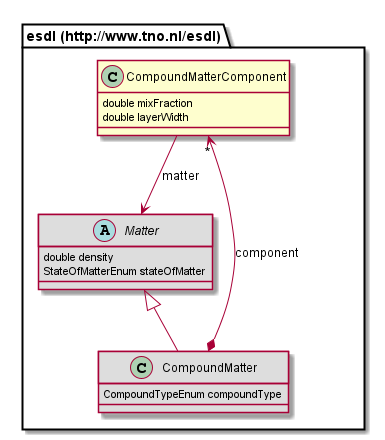 esdl (http://www.tno.nl/esdl)
C CompoundMatterComponent
double mixFraction
double layerWidth
*
matter
A Matter
double density
StateOfMatterEnum stateOfMatter
component
C CompoundMatter
CompoundTypeEnum compoundType